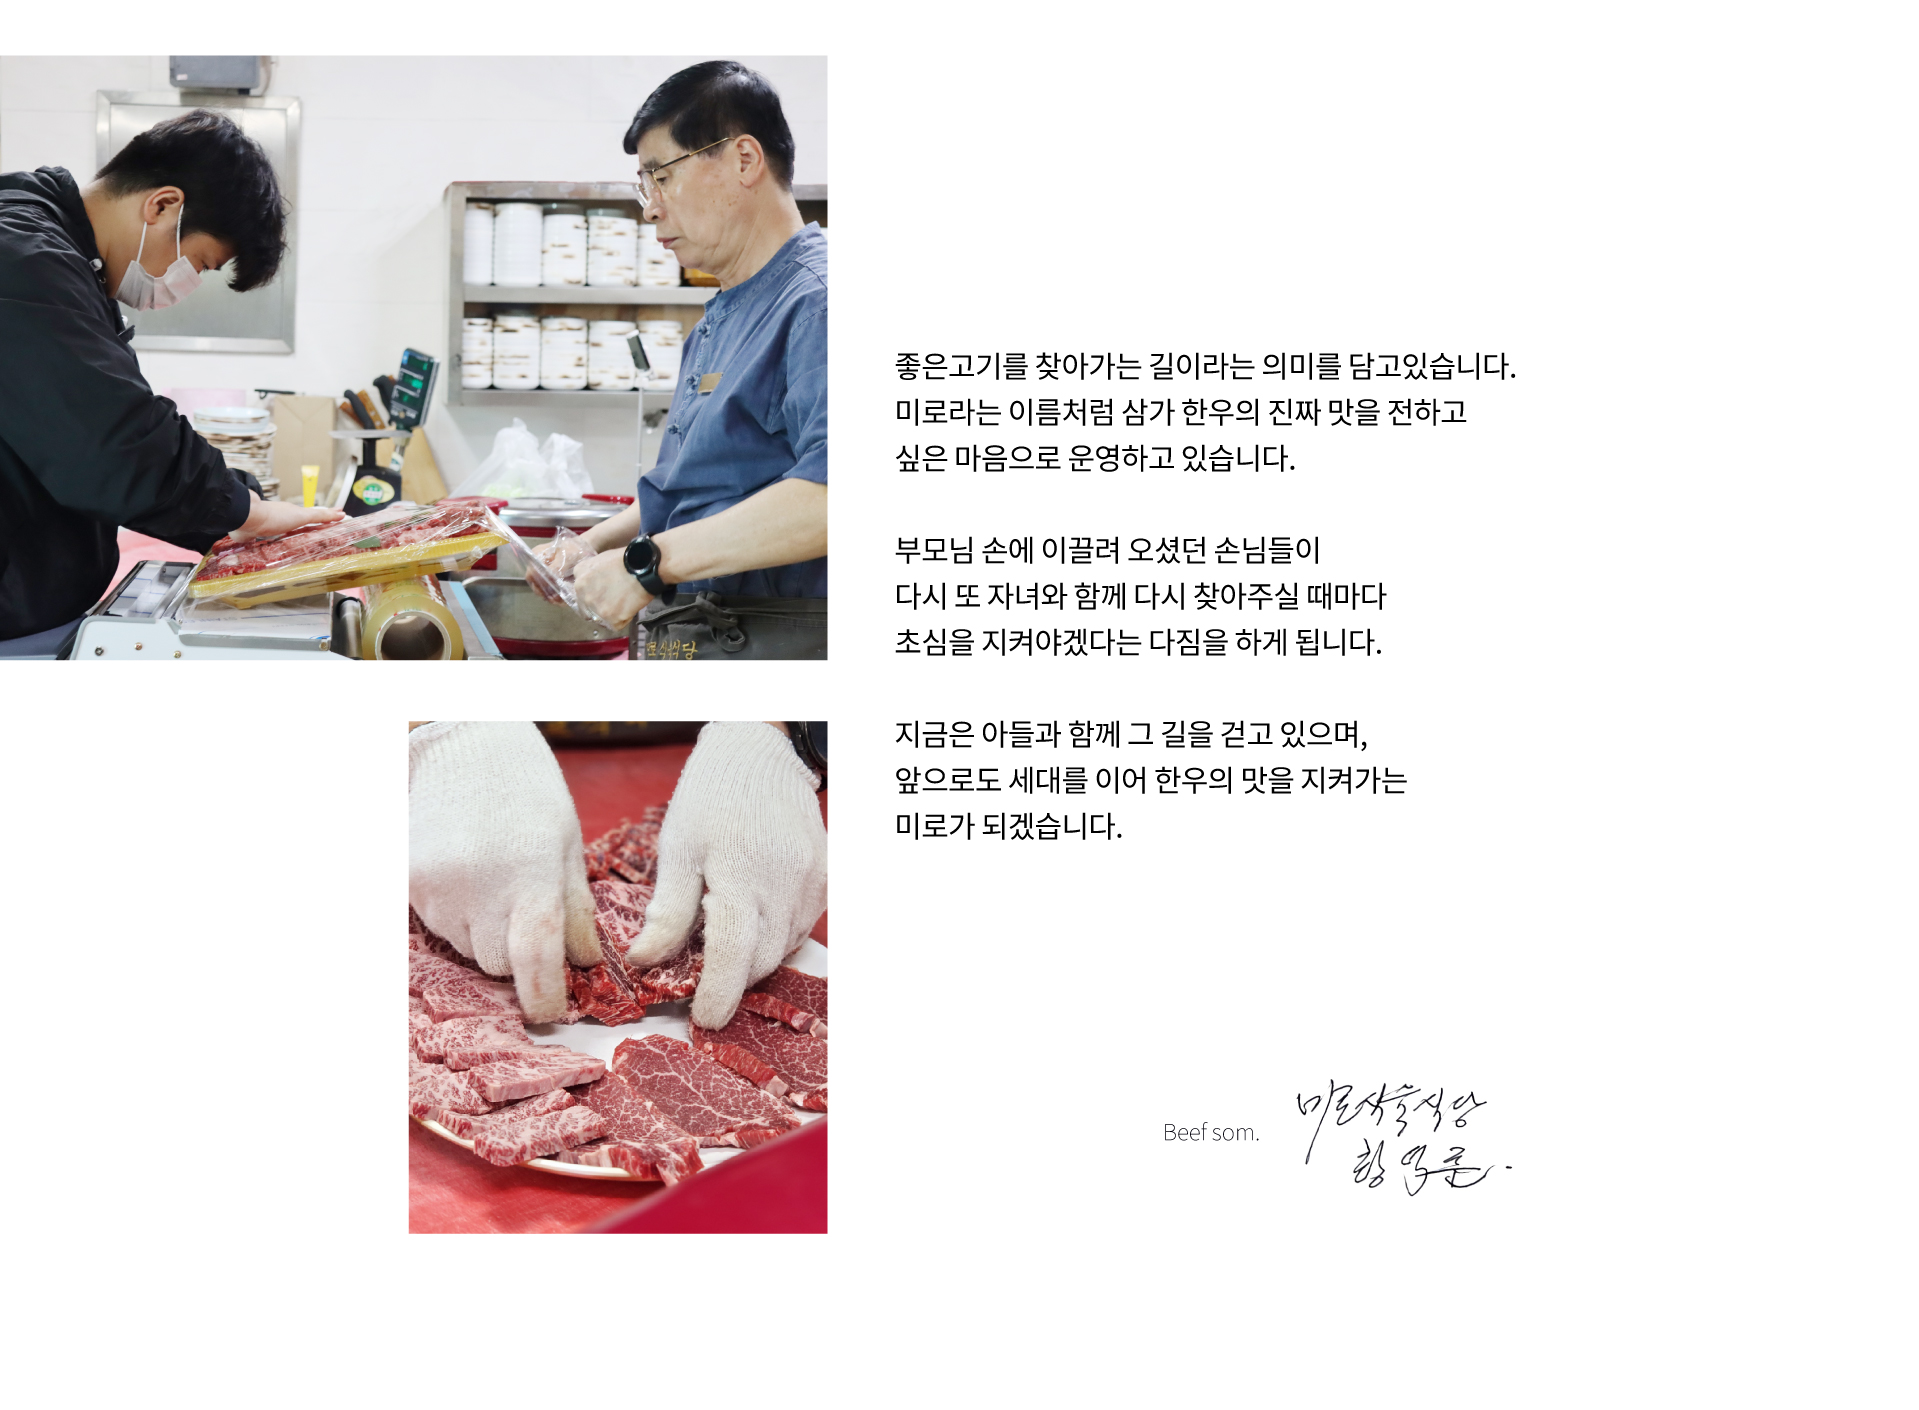 좋은고기를 찾아가는 길이라는 의미를 담고있습니다.
미로라는 이름처럼 삼가 한우의 진짜 맛을 전하고
싶은 마음으로 운영하고 있습니다.
부모님 손에 이끌려 오셨던 손님들이
다시 또 자녀와 함께 다시 찾아주실 때마다
초심을 지켜야겠다는 다짐을 하게 됩니다.
지금은 아들과 함께 그 길을 걷고 있으며,
앞으로도 세대를 이어 한우의 맛을 지켜가는
미로가 되겠습니다.
Beef som.
미로식육식당